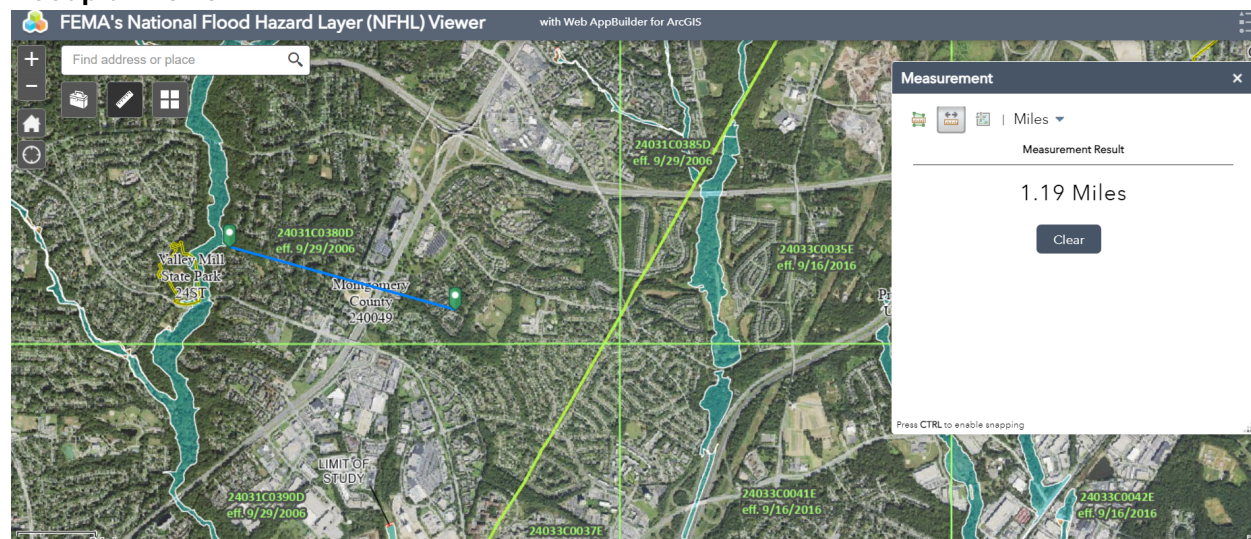 FEMA's National Flood Hazard Layer (NFHL) Viewer
with Web AppBuilder for ArcGIS
Find address or place
Measurement
Miles
Measurement Result
1.19 Miles
Clear
Press CTRL to enable snapping
24031C0385D
eff. 9/29/2006
24031C0380D
eff. 9/29/2006
24033C0035E
eff. 9/16/2016
Valley Mill
State Park
245T
Montgomery
County
240049
LIMIT OF
STUDY
24031C0390D
eff. 9/29/2006
24033C0041E
eff. 9/16/2016
24033C0042E
eff. 9/16/2016
24033C0037E